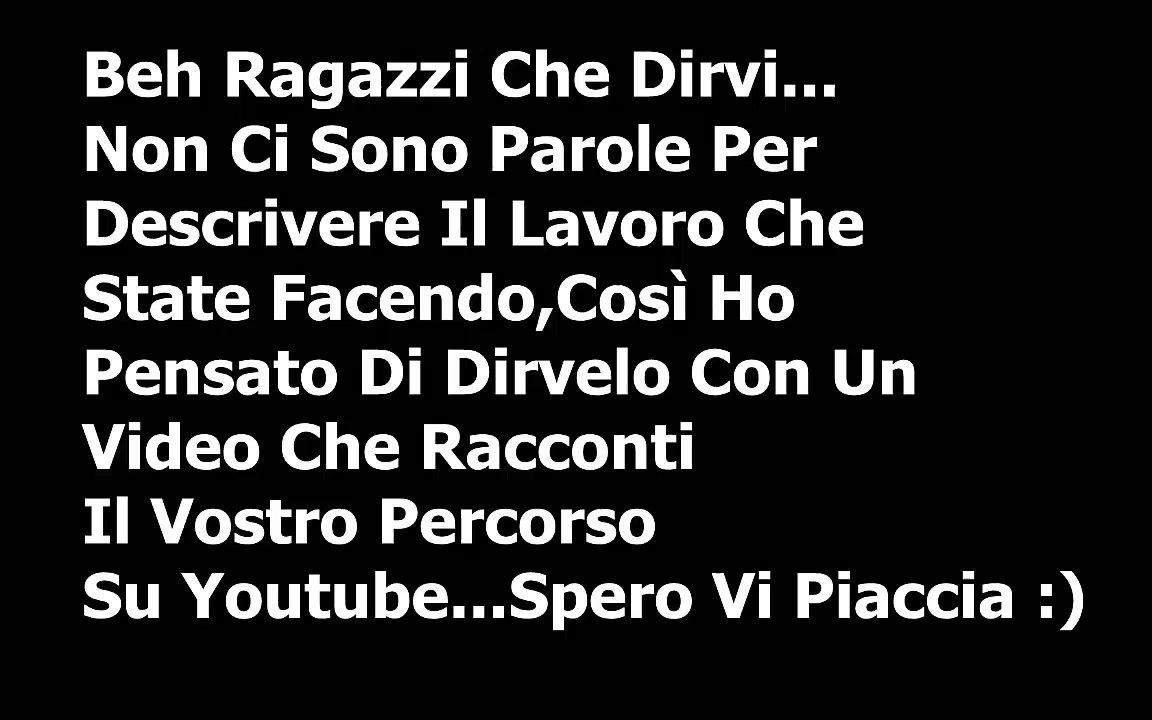 Beh Ragazzi Che Dirvi...
Non Ci Sono Parole Per
Descrivere Il Lavoro Che
State Facendo,Così Ho
Pensato Di Dirvelo Con Un
Video Che Racconti
Il Vostro Percorso
Su Youtube...Spero Vi Piaccia :)